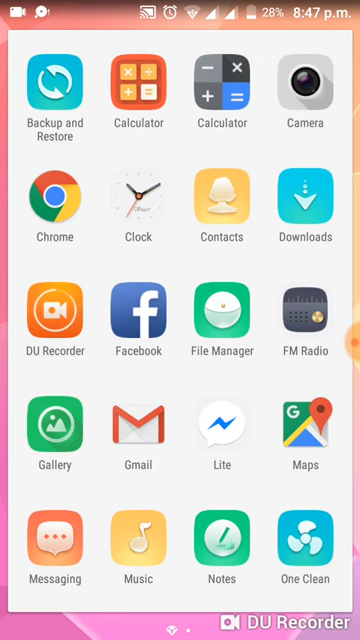 28% 8:47 p.m.
Backup and
Restore
Calculator
Calculator
Camera
Chrome
Clock
Contacts
Downloads
DU Recorder
Facebook
File Manager
FM Radio
Gallery
Gmail
Lite
G
Maps
Messaging
Music
Notes
One Clean
DU Recorder